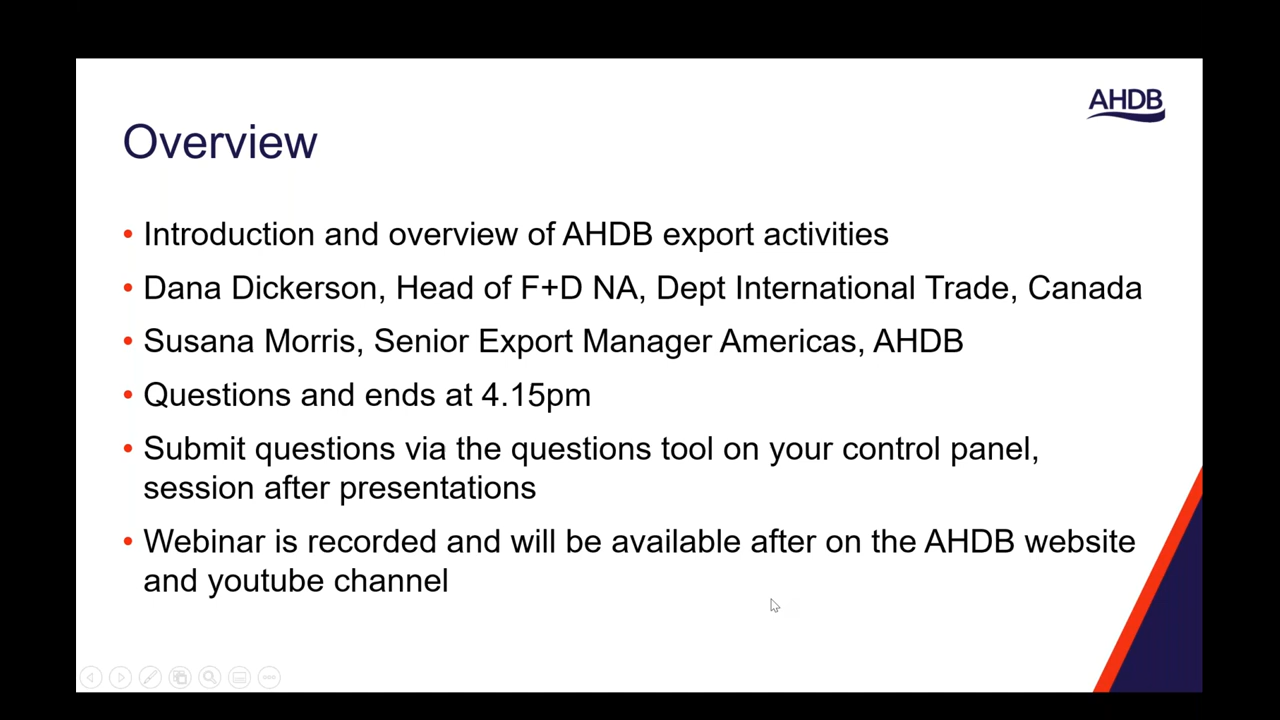 AHDB
Overview
• Introduction and overview of AHDB export activities
• Dana Dickerson, Head of F+D NA, Dept International Trade, Canada
• Susana Morris, Senior Export Manager Americas, AHDB
• Questions and ends at 4.15pm
• Submit questions via the questions tool on your control panel,
session after presentations
• Webinar is recorded and will be available after on the AHDB website
and youtube channel